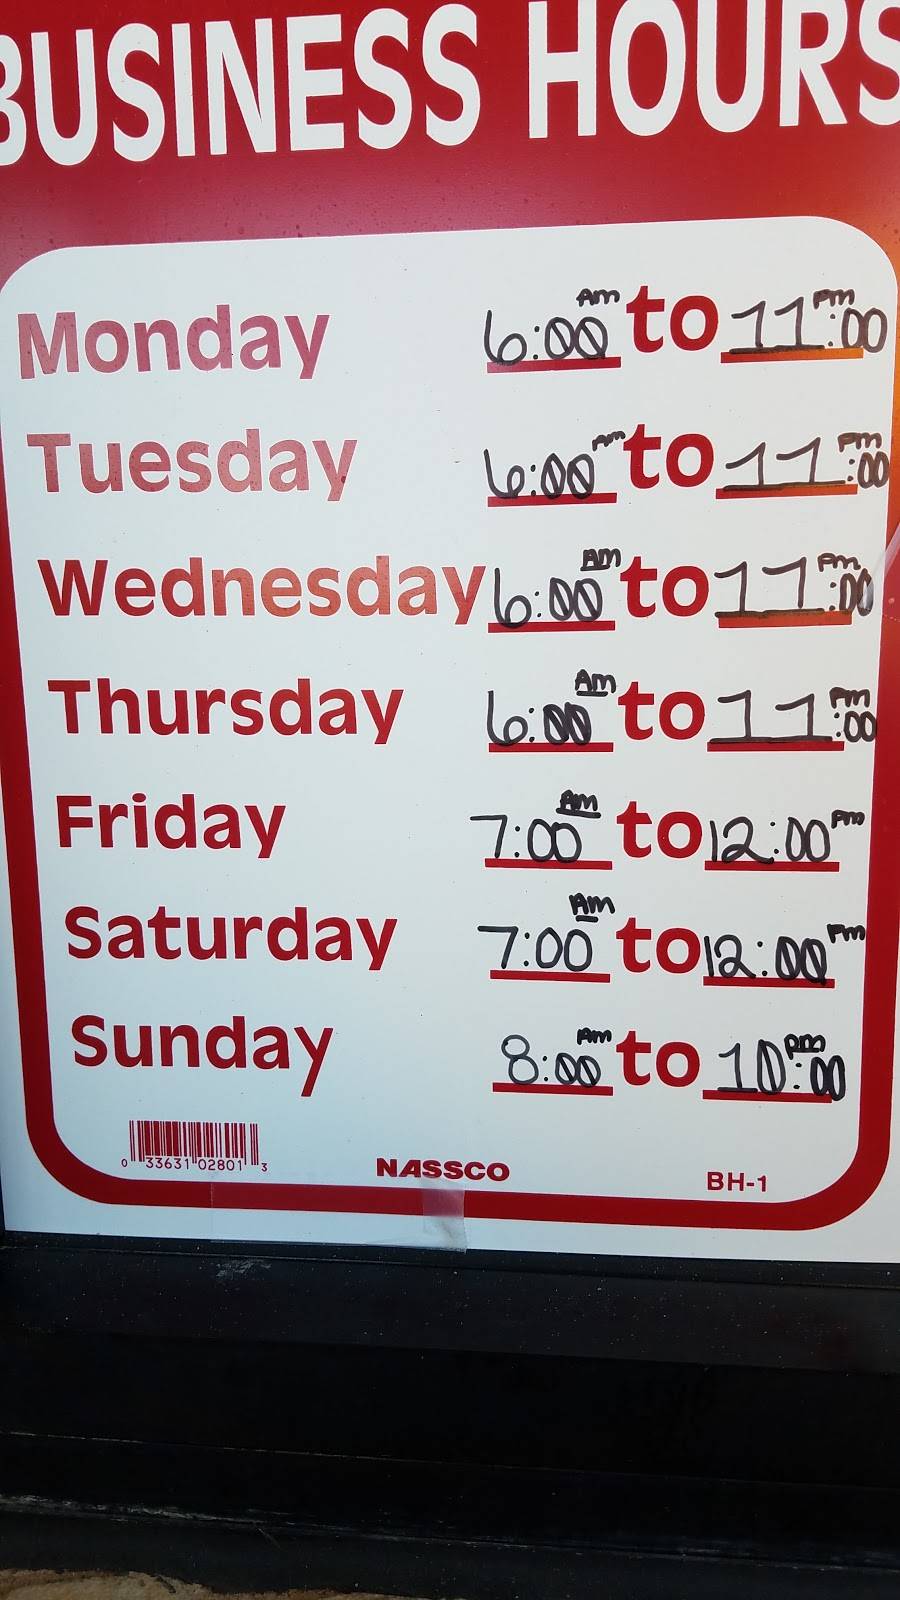 BUSINESS HOURS
Monday 6:00 Am to 11:00 Pm
Tuesday 6:00 Am to 11:00 Pm
Wednesday 6:00 Am to 11:00 Pm
Thursday 6:00 Am to 11:00 Pm
Friday 7:00 Am to 12:00 Pm
Saturday 7:00 Am to 12:00 Pm
Sunday 8:00 Am to 10:00 pm
0 33631 02801 3 NASSCO BH-1